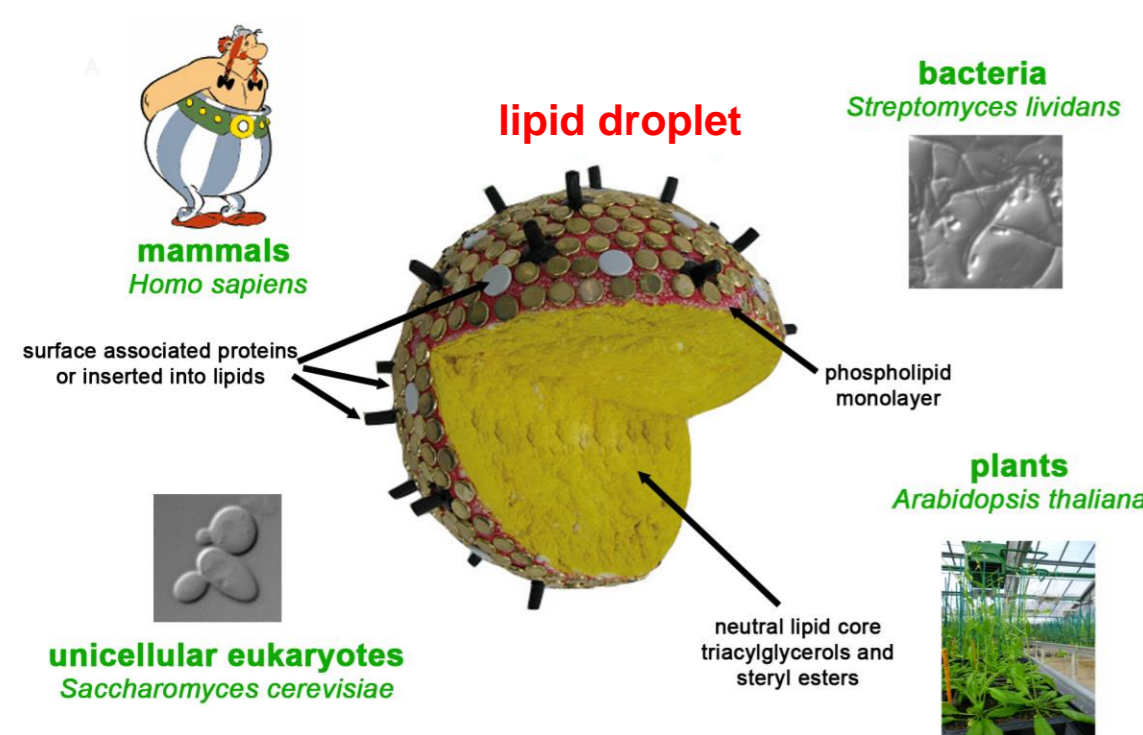 A
lipid droplet
bacteria
Streptomyces lividans
mammals
Homo sapiens
surface associated proteins
or inserted into lipids
phospholipid
monolayer
plants
Arabidopsis thaliana
unicellular eukaryotes
Saccharomyces cerevisiae
neutral lipid core
triacylglycerols and
steryl esters